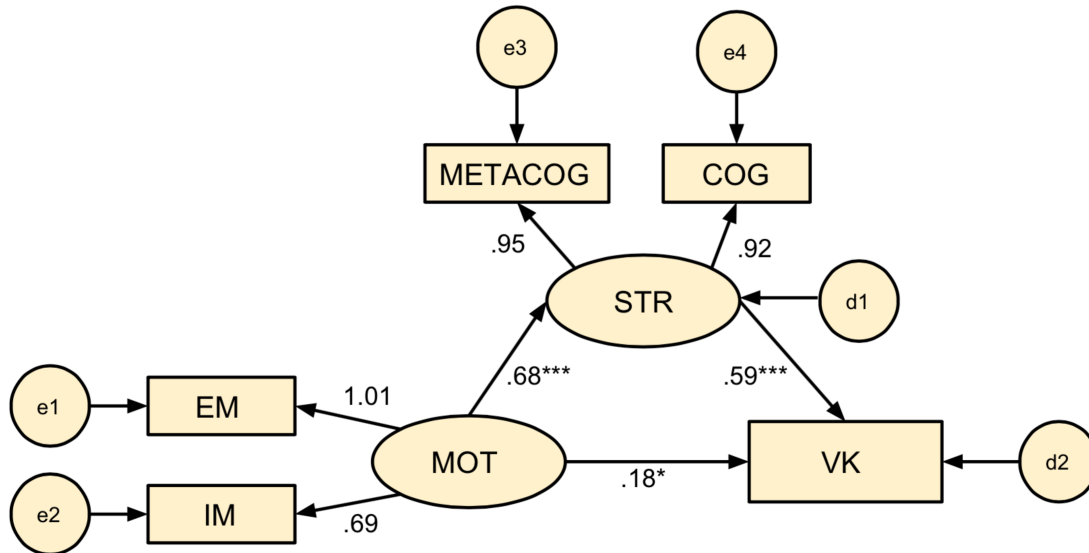 e3
e4
METACOG
COG
.95
.92
STR
d1
.68***
.59***
e1
EM
1.01
MOT
.18*
VK
d2
e2
IM
.69